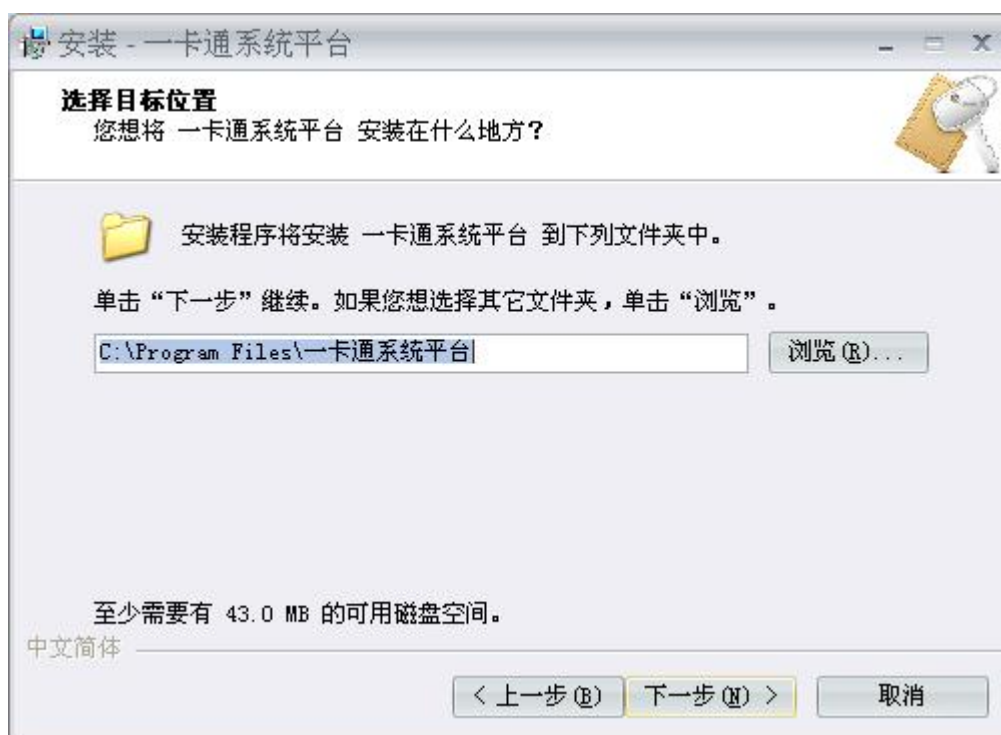 安装 - 一卡通系统平台
选择目标位置
您想将 一卡通系统平台 安装在什么地方?
安装程序将安装 一卡通系统平台 到下列文件夹中。
单击“下一步”继续。如果您想选择其它文件夹，单击“浏览”。
C:\Program Files\一卡通系统平台
浏览(R)...
至少需要有 43.0 MB 的可用磁盘空间。
中文简体
< 上一步(B) 下一步(N) > 取消